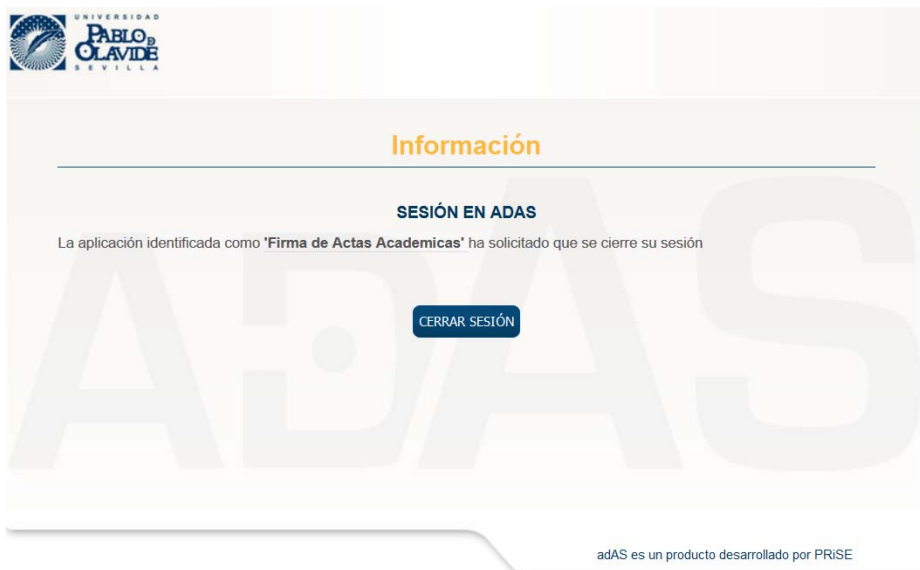 UNIVERSIDAD
PABLO DE
OLAVIDE
SEVILLA
Información
SESIÓN EN ADAS
La aplicación identificada como 'Firma de Actas Academicas' ha solicitado que se cierre su sesión
CERRAR SESIÓN
ADAS
adAS es un producto desarrollado por PRiSE